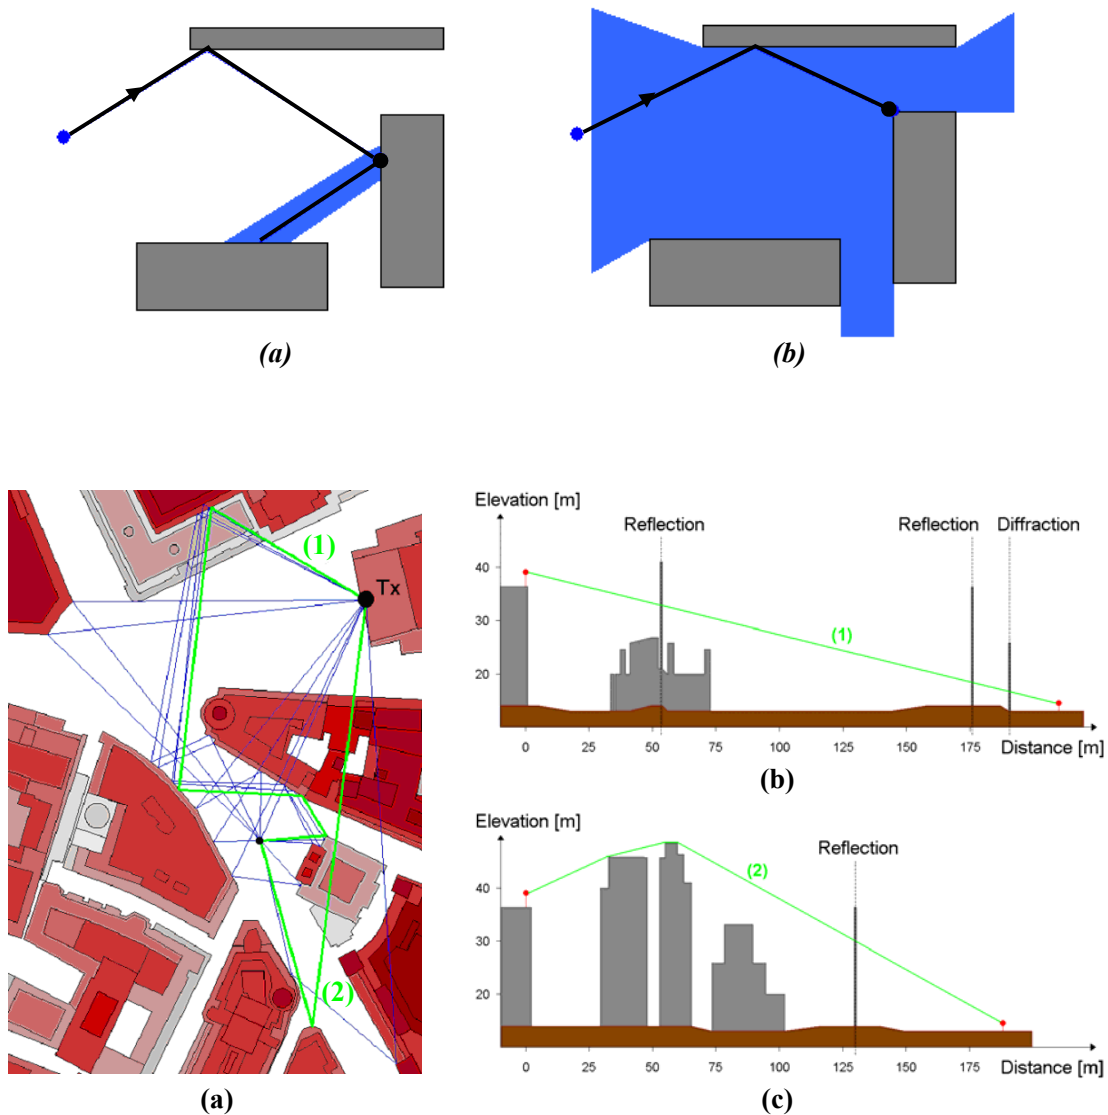 (a)
(b)
(1)
Tx
(2)
(a)
Elevation [m]
Reflection
Reflection
Diffraction
40
30
20
(1)
0
25
50
75
100
125
150
175
Distance [m]
(b)
Elevation [m]
Reflection
(2)
40
30
20
0
25
50
75
100
125
150
175
Distance [m]
(c)